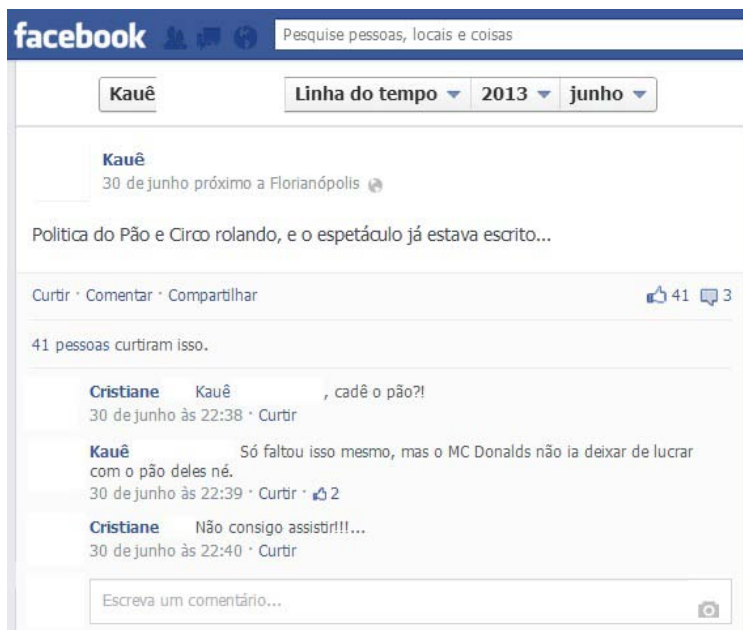 facebook Pesquise pessoas, locais e coisas
Kauê Linha do tempo 2013 junho
Kauê
30 de junho próximo a Florianópolis
Politica do Pão e Circo rolando, e o espetáculo já estava escrito...
Curtir · Comentar · Compartilhar 41 3
41 pessoas curtiram isso.
Cristiane Kauê , cadê o pão?!
30 de junho às 22:38 · Curtir
Kauê Só faltou isso mesmo, mas o MC Donalds não ia deixar de lucrar
com o pão deles né.
30 de junho às 22:39 · Curtir · 2
Cristiane Não consigo assistir!!!...
30 de junho às 22:40 · Curtir
Escreva um comentário...